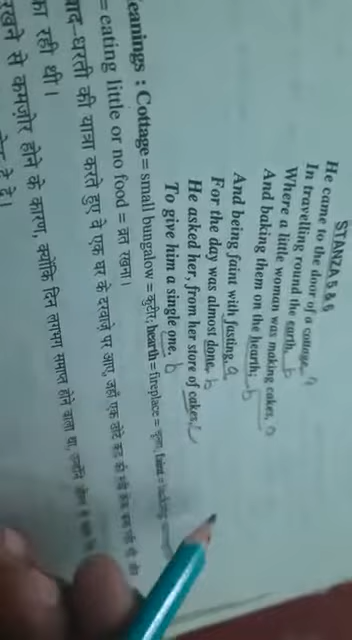 STANZA 5 & 6
He came to the door of a cottage,
In travelling round the earth,
Where a little woman was making cakes,
And baking them on the hearth;
And being faint with fasting,
For the day was almost done,
He asked her, from her store of cakes,
To give him a single one.
eanings : Cottage = small bungalow = कुटीर; hearth = fireplace = faint =
= eating little or no food = व्रत रखना।
धरती की यात्रा करते हुए वे एक घर के दरवाज़े पर आए, जहाँ एक छोटे कद की
का रही थी।
रखने से कमज़ोर होने के कारण, क्योंकि दिन लगभग समाप्त होने वाला था, उन्होंने
दे दें।